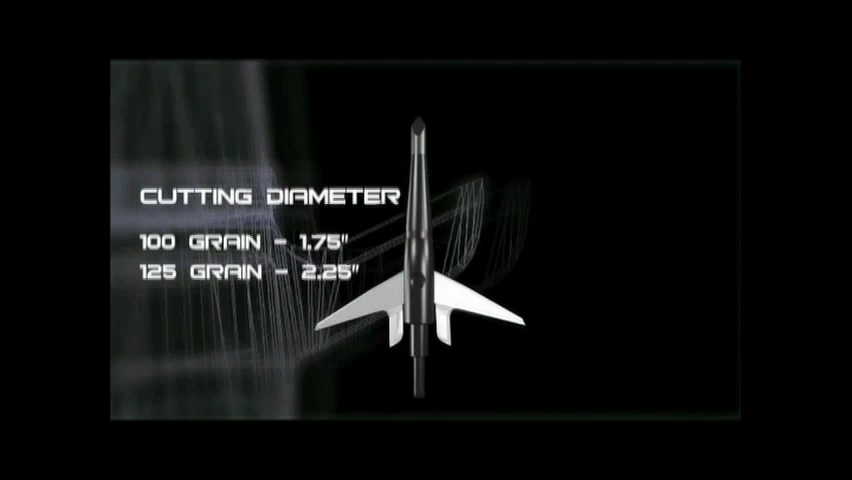 CUTTING DIAMETER
100 GRAIN - 1.75"
125 GRAIN - 2.25"